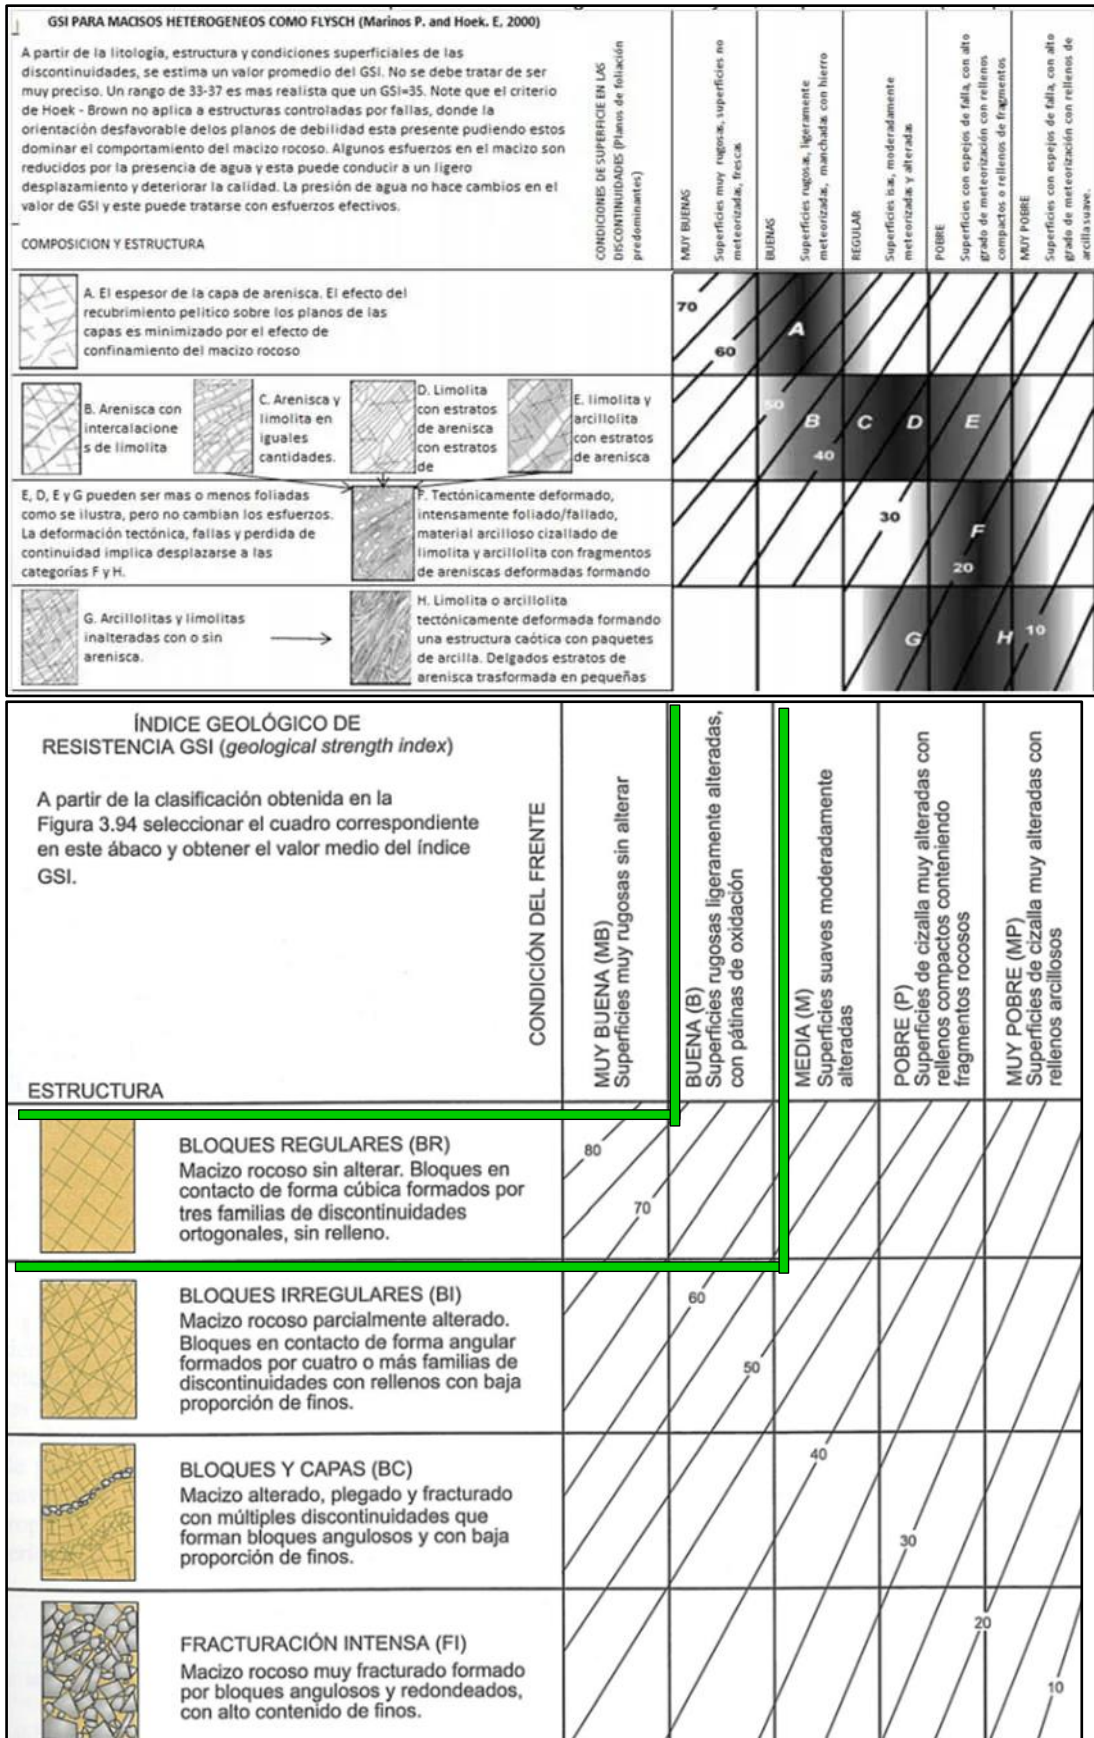 GSI PARA MACISOS HETEROGENEOS COMO FLYSCH (Marinos P. and Hoek. E, 2000)
A partir de la litología, estructura y condiciones superficiales de las
discontinuidades, se estima un valor promedio del GSI. No se debe tratar de ser
muy preciso. Un rango de 33-37 es mas realista que un GSI=35. Note que el criterio
de Hoek - Brown no aplica a estructuras controladas por fallas, donde la
orientación desfavorable delos planos de debilidad esta presente pudiendo estos
dominar el comportamiento del macizo rocoso. Algunos esfuerzos en el macizo son
reducidos por la presencia de agua y esta puede conducir a un ligero
desplazamiento y deteriorar la calidad. La presión de agua no hace cambios en el
valor de GSI y este puede tratarse con esfuerzos efectivos.
COMPOSICION Y ESTRUCTURA
CONDICIONES DE SUPERFICIE EN LAS
DISCONTINUIDADES (Planos de foliación
predominantes)
MUY BUENAS
Superficies muy rugosas, superficies no
meteorizadas, frescas
BUENAS
Superficies rugosas, ligeramente
meteorizadas, manchadas con hierro
REGULAR
Superficies isas, moderadamente
meteorizadas y alteradas
POBRE
Superficies con espejos de falla, con alto
grado de meteorización con rellenos
compactos o rellenos de fragmentos
MUY POBRE
Superficies con espejos de falla, con alto
grado de meteorización con rellenos de
arcilla suave.
A. El espesor de la capa de arenisca. El efecto del
recubrimiento pelitico sobre los planos de las
capas es minimizado por el efecto de
confinamiento del macizo rocoso
70
60
A
B. Arenisca con
intercalacione
s de limolita
C. Arenisca y
limolita en
iguales
cantidades.
D. Limolita
con estratos
de arenisca
con estratos
de
E. limolita y
arcillolita
con estratos
de arenisca
50
B
C
D
E
40
E, D, E y G pueden ser mas o menos foliadas
como se ilustra, pero no cambian los esfuerzos.
La deformación tectónica, fallas y perdida de
continuidad implica desplazarse a las
categorías F y H.
F. Tectónicamente deformado,
intensamente foliado/fallado,
material arcilloso cizallado de
limolita y arcillolita con fragmentos
de areniscas deformadas formando
30
F
20
G. Arcillolitas y limolitas
inalteradas con o sin
arenisca.
H. Limolita o arcillolita
tectónicamente deformada formando
una estructura caótica con paquetes
de arcilla. Delgados estratos de
arenisca trasformada en pequeñas
G
H
10
ÍNDICE GEOLÓGICO DE
RESISTENCIA GSI (geological strength index)
A partir de la clasificación obtenida en la
Figura 3.94 seleccionar el cuadro correspondiente
en este ábaco y obtener el valor medio del índice
GSI.
CONDICIÓN DEL FRENTE
MUY BUENA (MB)
Superficies muy rugosas sin alterar
BUENA (B)
Superficies rugosas ligeramente alteradas,
con pátinas de oxidación
MEDIA (M)
Superficies suaves moderadamente
alteradas
POBRE (P)
Superficies de cizalla muy alteradas con
rellenos compactos conteniendo
fragmentos rocosos
MUY POBRE (MP)
Superficies de cizalla muy alteradas con
rellenos arcillosos
ESTRUCTURA
BLOQUES REGULARES (BR)
Macizo rocoso sin alterar. Bloques en
contacto de forma cúbica formados por
tres familias de discontinuidades
ortogonales, sin relleno.
80
70
BLOQUES IRREGULARES (BI)
Macizo rocoso parcialmente alterado.
Bloques en contacto de forma angular
formados por cuatro o más familias de
discontinuidades con rellenos con baja
proporción de finos.
60
50
BLOQUES Y CAPAS (BC)
Macizo alterado, plegado y fracturado
con múltiples discontinuidades que
forman bloques angulosos y con baja
proporción de finos.
40
30
FRACTURACIÓN INTENSA (FI)
Macizo rocoso muy fracturado formado
por bloques angulosos y redondeados,
con alto contenido de finos.
20
10